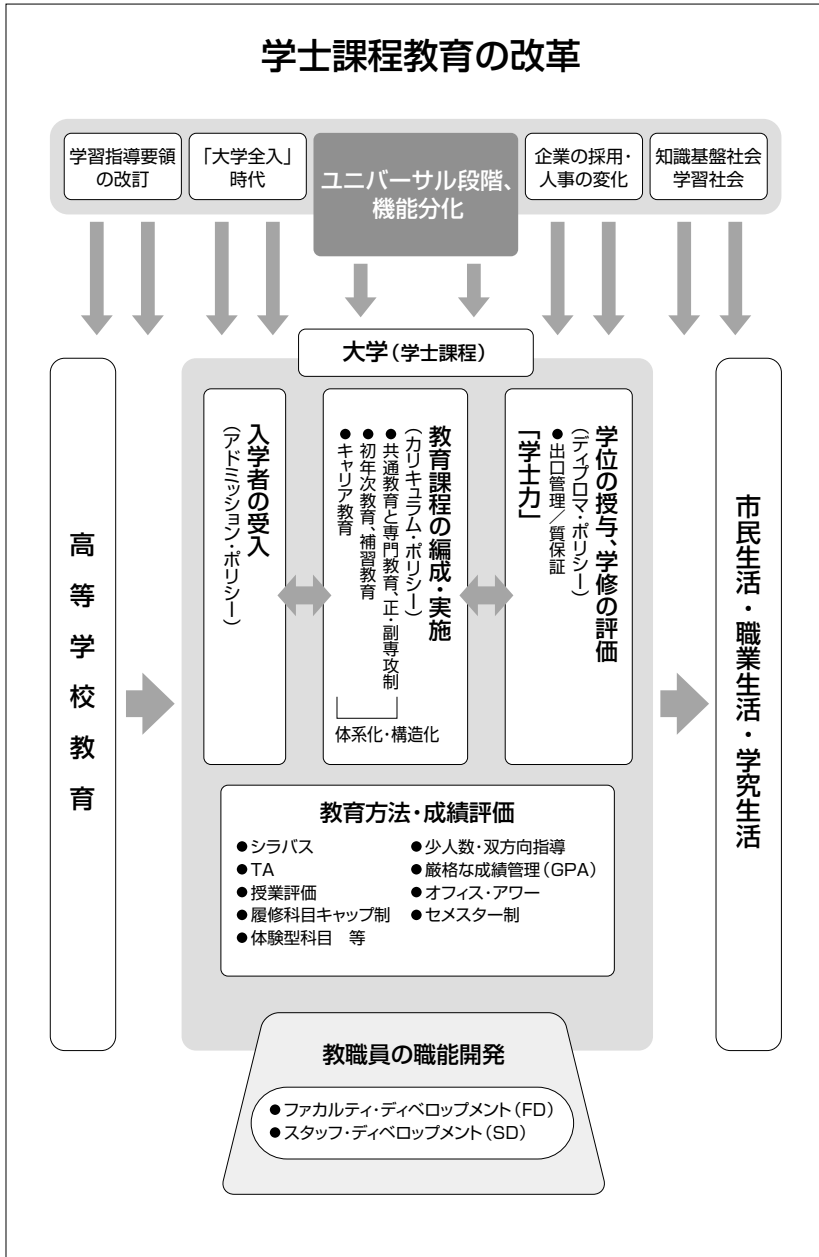 学士課程教育の改革
学習指導要領
の改訂
「大学全入」
時代
ユニバーサル段階、
機能分化
企業の採用・
人事の変化
知識基盤社会
学習社会
大学(学士課程)
高等学校教育
入学者の受入
(アドミッション・ポリシー)
教育課程の編成・実施
(カリキュラム・ポリシー)
●共通教育と専門教育、正・副専攻制
●初年次教育、補習教育
●キャリア教育
体系化・構造化
学位の授与、学修の評価
(ディプロマ・ポリシー)
●出口管理/質保証
「学士力」
市民生活・職業生活・学究生活
教育方法・成績評価
●シラバス
●TA
●授業評価
●履修科目キャップ制
●体験型科目 等
●少人数・双方向指導
●厳格な成績管理(GPA)
●オフィス・アワー
●セメスター制
教職員の職能開発
●ファカルティ・ディベロップメント(FD)
●スタッフ・ディベロップメント(SD)